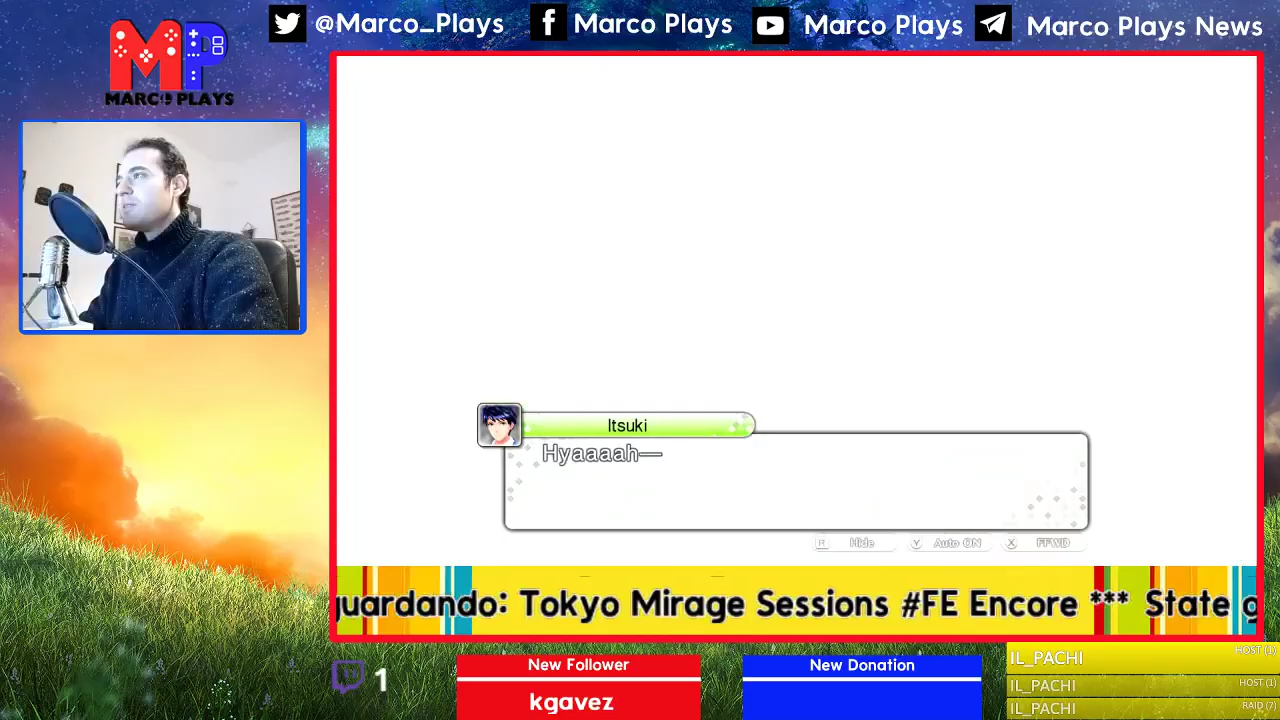 @Marco_Plays
Marco Plays
Marco Plays
Marco Plays News
MP
MARCO PLAYS
Itsuki
Hyaaaah—
R Hide
Y Auto ON
X FFWD
guardando: Tokyo Mirage Sessions #FE Encore *** State g
1
New Follower
kgavez
New Donation
IL_PACHI HOST (1)
IL_PACHI HOST (1)
IL_PACHI RAID (7)